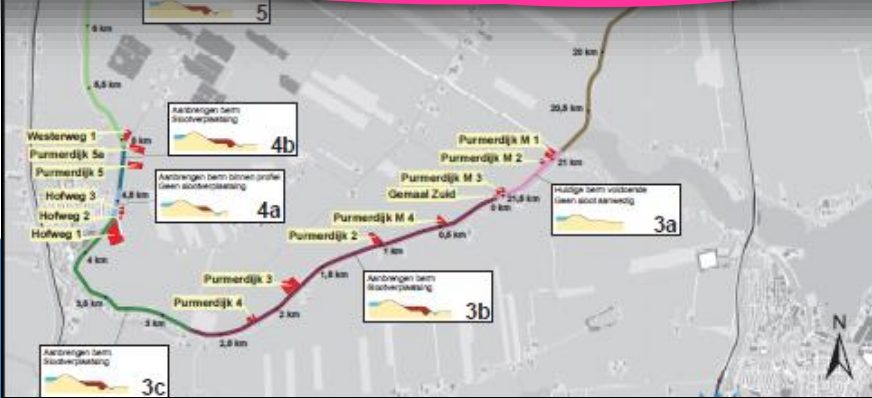 5
6 km
5,5 km
20 km
20,5 km
Aanbrengen berm
Slootverplaatsing
4b
Westerweg 1
5 km
Purmerdijk 5a
Purmerdijk 5
Purmerdijk M 1
Purmerdijk M 2
21 km
Aanbrengen berm binnen profiel
Geen slootverplaatsing
4a
Hofweg 3
4,5 km
Hofweg 2
Hofweg 1
Purmerdijk M 3
Gemaal Zuid
0 km
21,5 km
Huidige berm voldoende
Geen sloot aanwezig
3a
Purmerdijk M 4
0,5 km
Purmerdijk 2
1 km
4 km
1,5 km
Purmerdijk 3
Aanbrengen berm
Slootverplaatsing
3b
3,5 km
Purmerdijk 4
2 km
3 km
2,5 km
N
Aanbrengen berm
Slootverplaatsing
3c